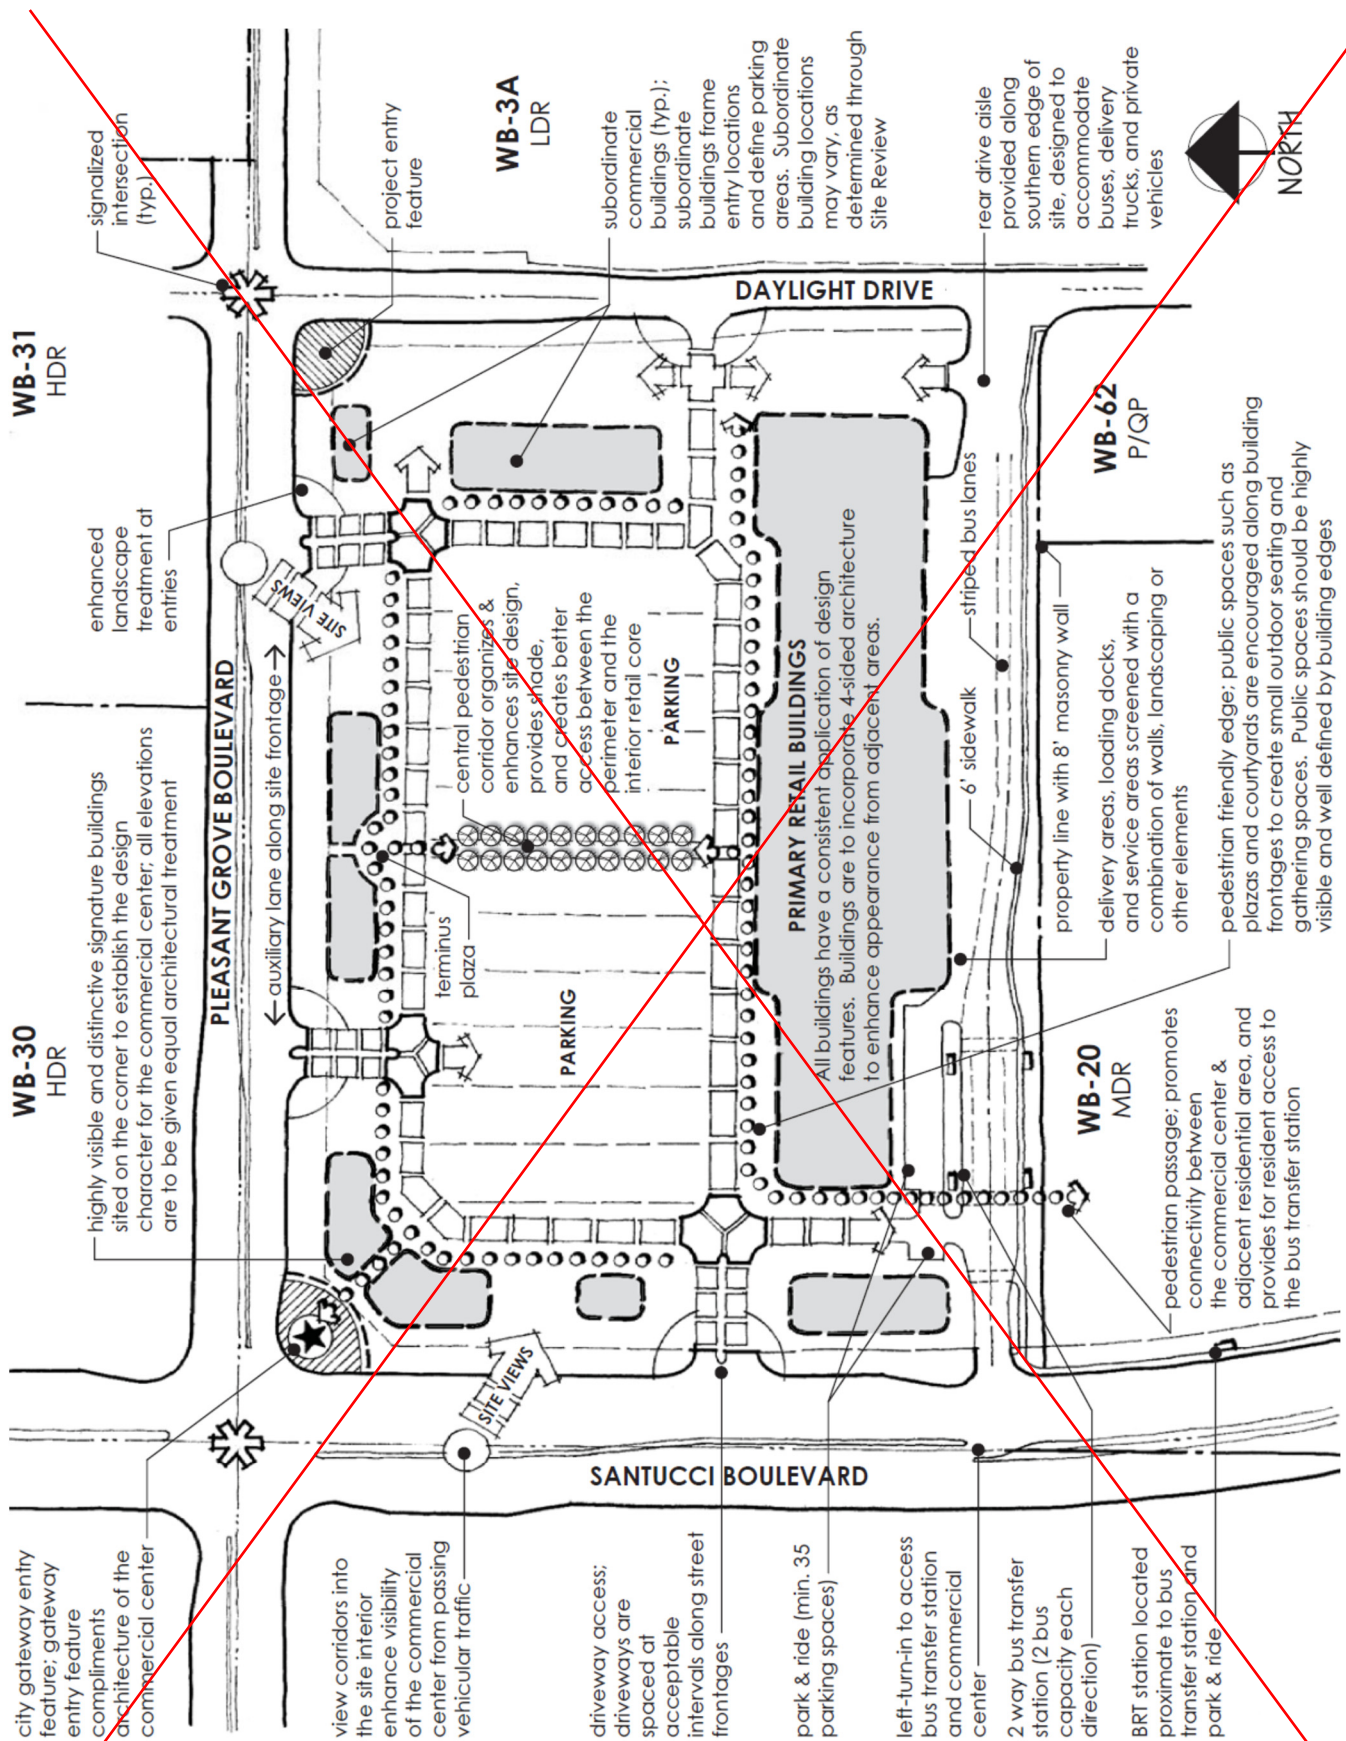 city gateway entry
feature; gateway
entry feature
compliments
architecture of the
commercial center
view corridors into
the site interior
enhance visibility
of the commercial
center from passing
vehicular traffic
driveway access;
driveways are
spaced at
acceptable
intervals along street
frontages
park & ride (min. 35
parking spaces)
left-turn-in to access
bus transfer station
and commercial
center
2 way bus transfer
station (2 bus
capacity each
direction)
BRT station located
proximate to bus
transfer station and
park & ride
SANTUCCI BOULEVARD
SITE VIEWS
WB-30
HDR
highly visible and distinctive signature buildings
sited on the corner to establish the design
character for the commercial center; all elevations
are to be given equal architectural treatment
PLEASANT GROVE BOULEVARD
auxiliary lane along site frontage
SITE VIEWS
enhanced
landscape
treatment at
entries
WB-31
HDR
signalized
intersection
(typ.)
project entry
feature
WB-3A
LDR
subordinate
commercial
buildings (typ.);
subordinate
buildings frame
entry locations
and define parking
areas. Subordinate
building locations
may vary, as
determined through
Site Review
DAYLIGHT DRIVE
rear drive aisle
provided along
southern edge of
site, designed to
accommodate
buses, delivery
trucks, and private
vehicles
NORTH
terminus
plaza
central pedestrian
corridor organizes &
enhances site design,
provides shade,
and creates better
access between the
perimeter and the
interior retail core
PARKING
PARKING
PRIMARY RETAIL BUILDINGS
All buildings have a consistent application of design
features. Buildings are to incorporate 4-sided architecture
to enhance appearance from adjacent areas.
6' sidewalk
striped bus lanes
WB-62
P/QP
WB-20
MDR
property line with 8' masonry wall
delivery areas, loading docks,
and service areas screened with a
combination of walls, landscaping or
other elements
pedestrian passage; promotes
connectivity between
the commercial center &
adjacent residential area, and
provides for resident access to
the bus transfer station
pedestrian friendly edge; public spaces such as
plazas and courtyards are encouraged along building
frontages to create small outdoor seating and
gathering spaces. Public spaces should be highly
visible and well defined by building edges